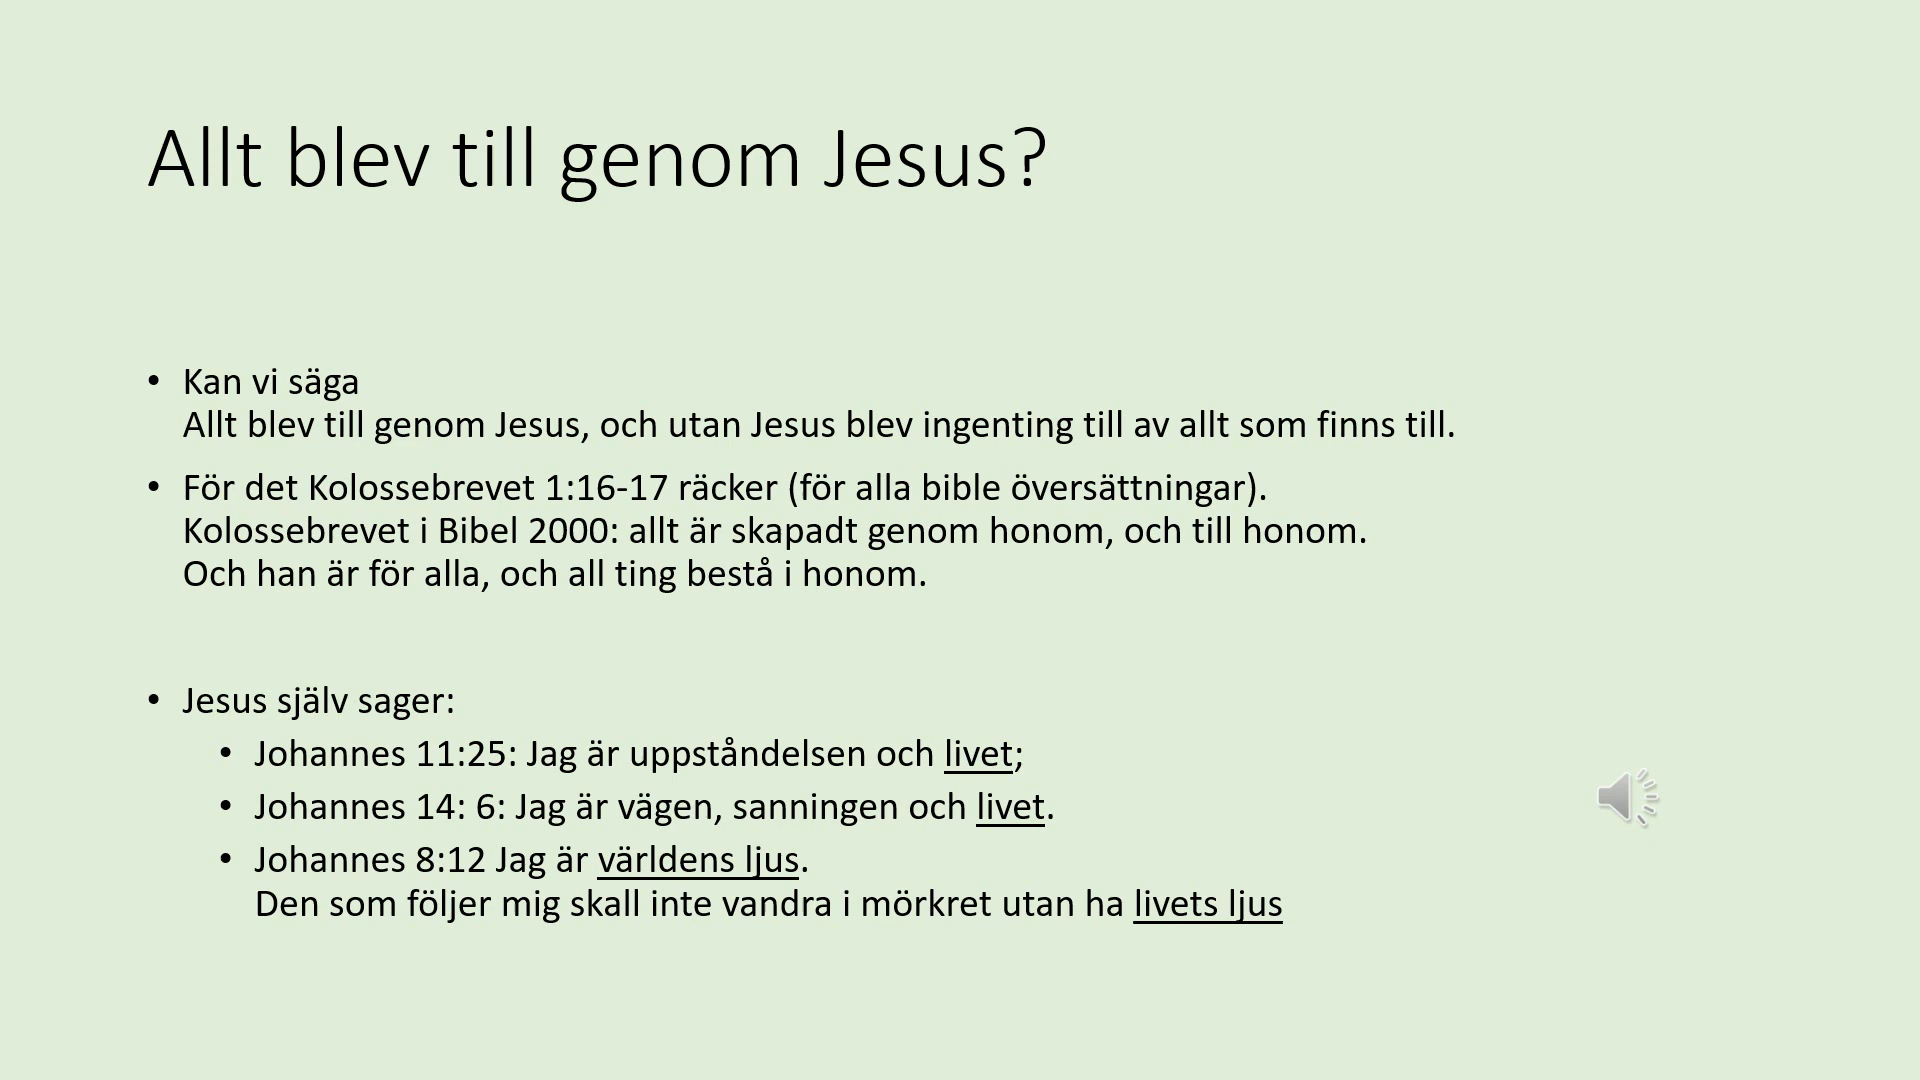 Allt blev till genom Jesus?
• Kan vi säga
Allt blev till genom Jesus, och utan Jesus blev ingenting till av allt som finns till.
• För det Kolossebrevet 1:16-17 räcker (för alla bible översättningar).
Kolossebrevet i Bibel 2000: allt är skapadt genom honom, och till honom.
Och han är för alla, och all ting bestå i honom.
• Jesus själv sager:
• Johannes 11:25: Jag är uppståndelsen och livet;
• Johannes 14: 6: Jag är vägen, sanningen och livet.
• Johannes 8:12 Jag är världens ljus.
Den som följer mig skall inte vandra i mörkret utan ha livets ljus